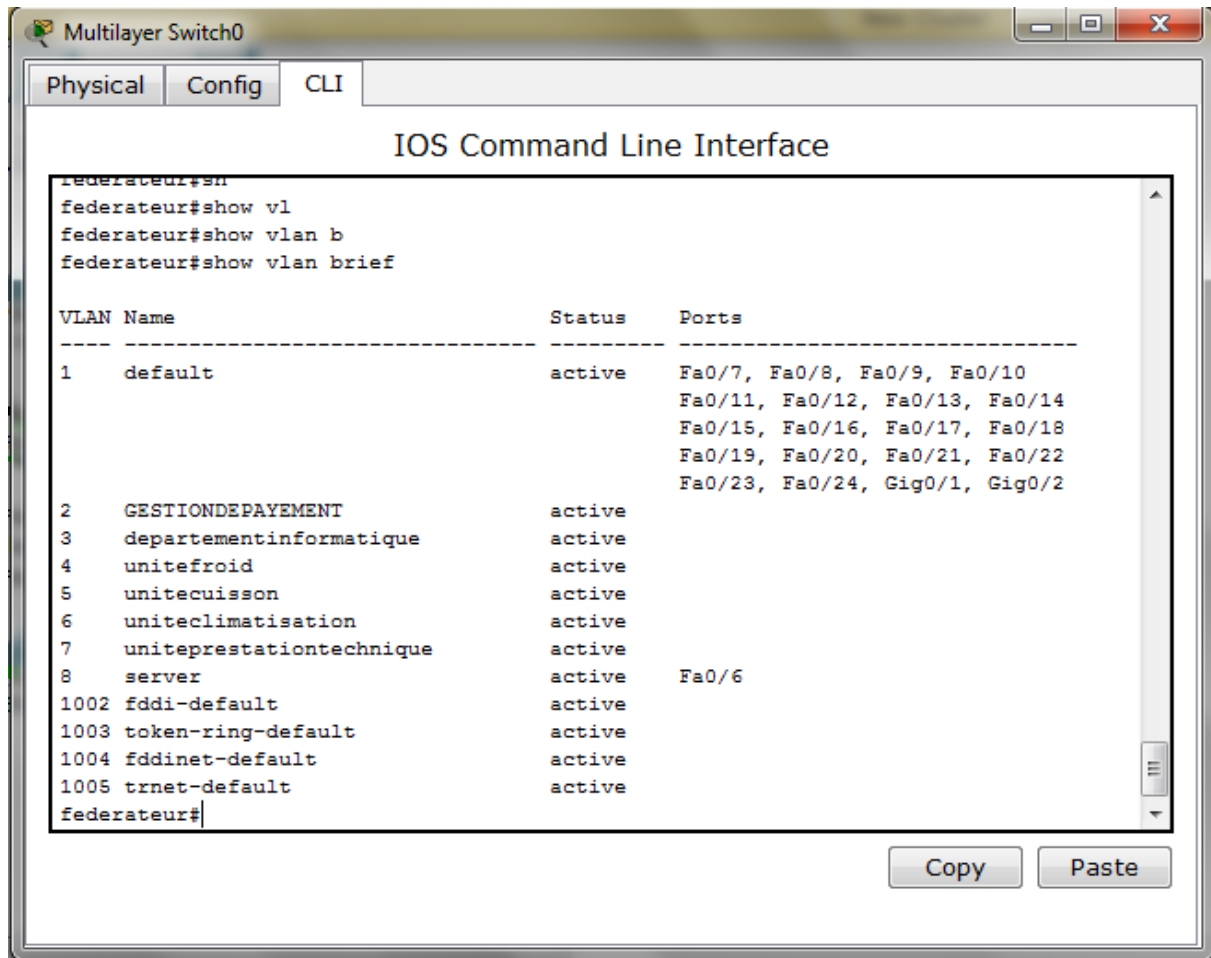 Multilayer Switch0
Physical Config CLI
IOS Command Line Interface
federateur#sh
federateur#show vl
federateur#show vlan b
federateur#show vlan brief
VLAN Name Status Ports
---- -------------------------------- --------- -------------------------------
1 default active Fa0/7, Fa0/8, Fa0/9, Fa0/10
Fa0/11, Fa0/12, Fa0/13, Fa0/14
Fa0/15, Fa0/16, Fa0/17, Fa0/18
Fa0/19, Fa0/20, Fa0/21, Fa0/22
Fa0/23, Fa0/24, Gig0/1, Gig0/2
2 GESTIONDEPAYEMENT active
3 departementinformatique active
4 unitefroid active
5 unitecuisson active
6 uniteclimatisation active
7 uniteprestationtechnique active
8 server active Fa0/6
1002 fddi-default active
1003 token-ring-default active
1004 fddinet-default active
1005 trnet-default active
federateur#
Copy Paste